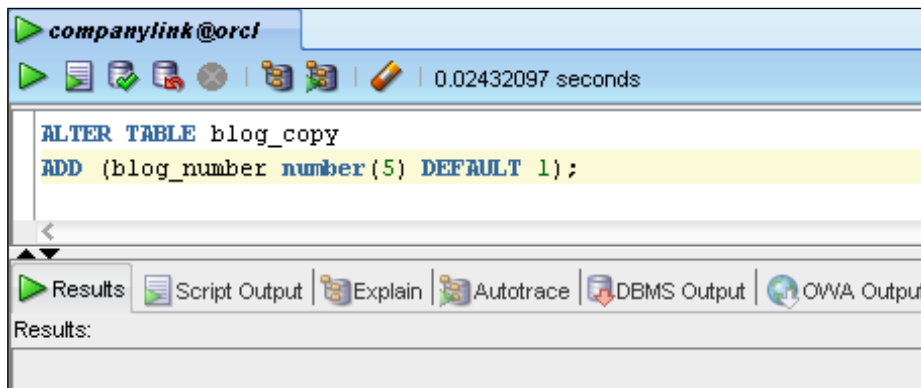 companylink@orcl
0.02432097 seconds
ALTER TABLE blog_copy
ADD (blog_number number(5) DEFAULT 1);
Results Script Output Explain Autotrace DBMS Output OWA Output
Results: